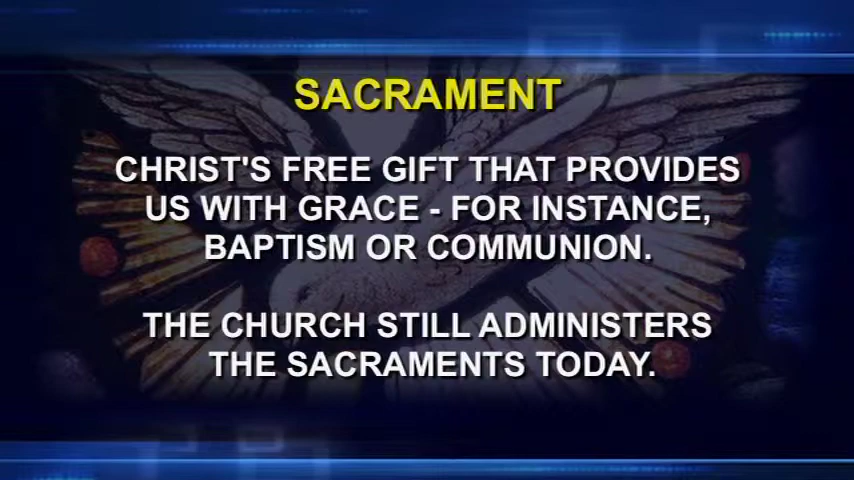 SACRAMENT
CHRIST'S FREE GIFT THAT PROVIDES
US WITH GRACE - FOR INSTANCE,
BAPTISM OR COMMUNION.
THE CHURCH STILL ADMINISTERS
THE SACRAMENTS TODAY.